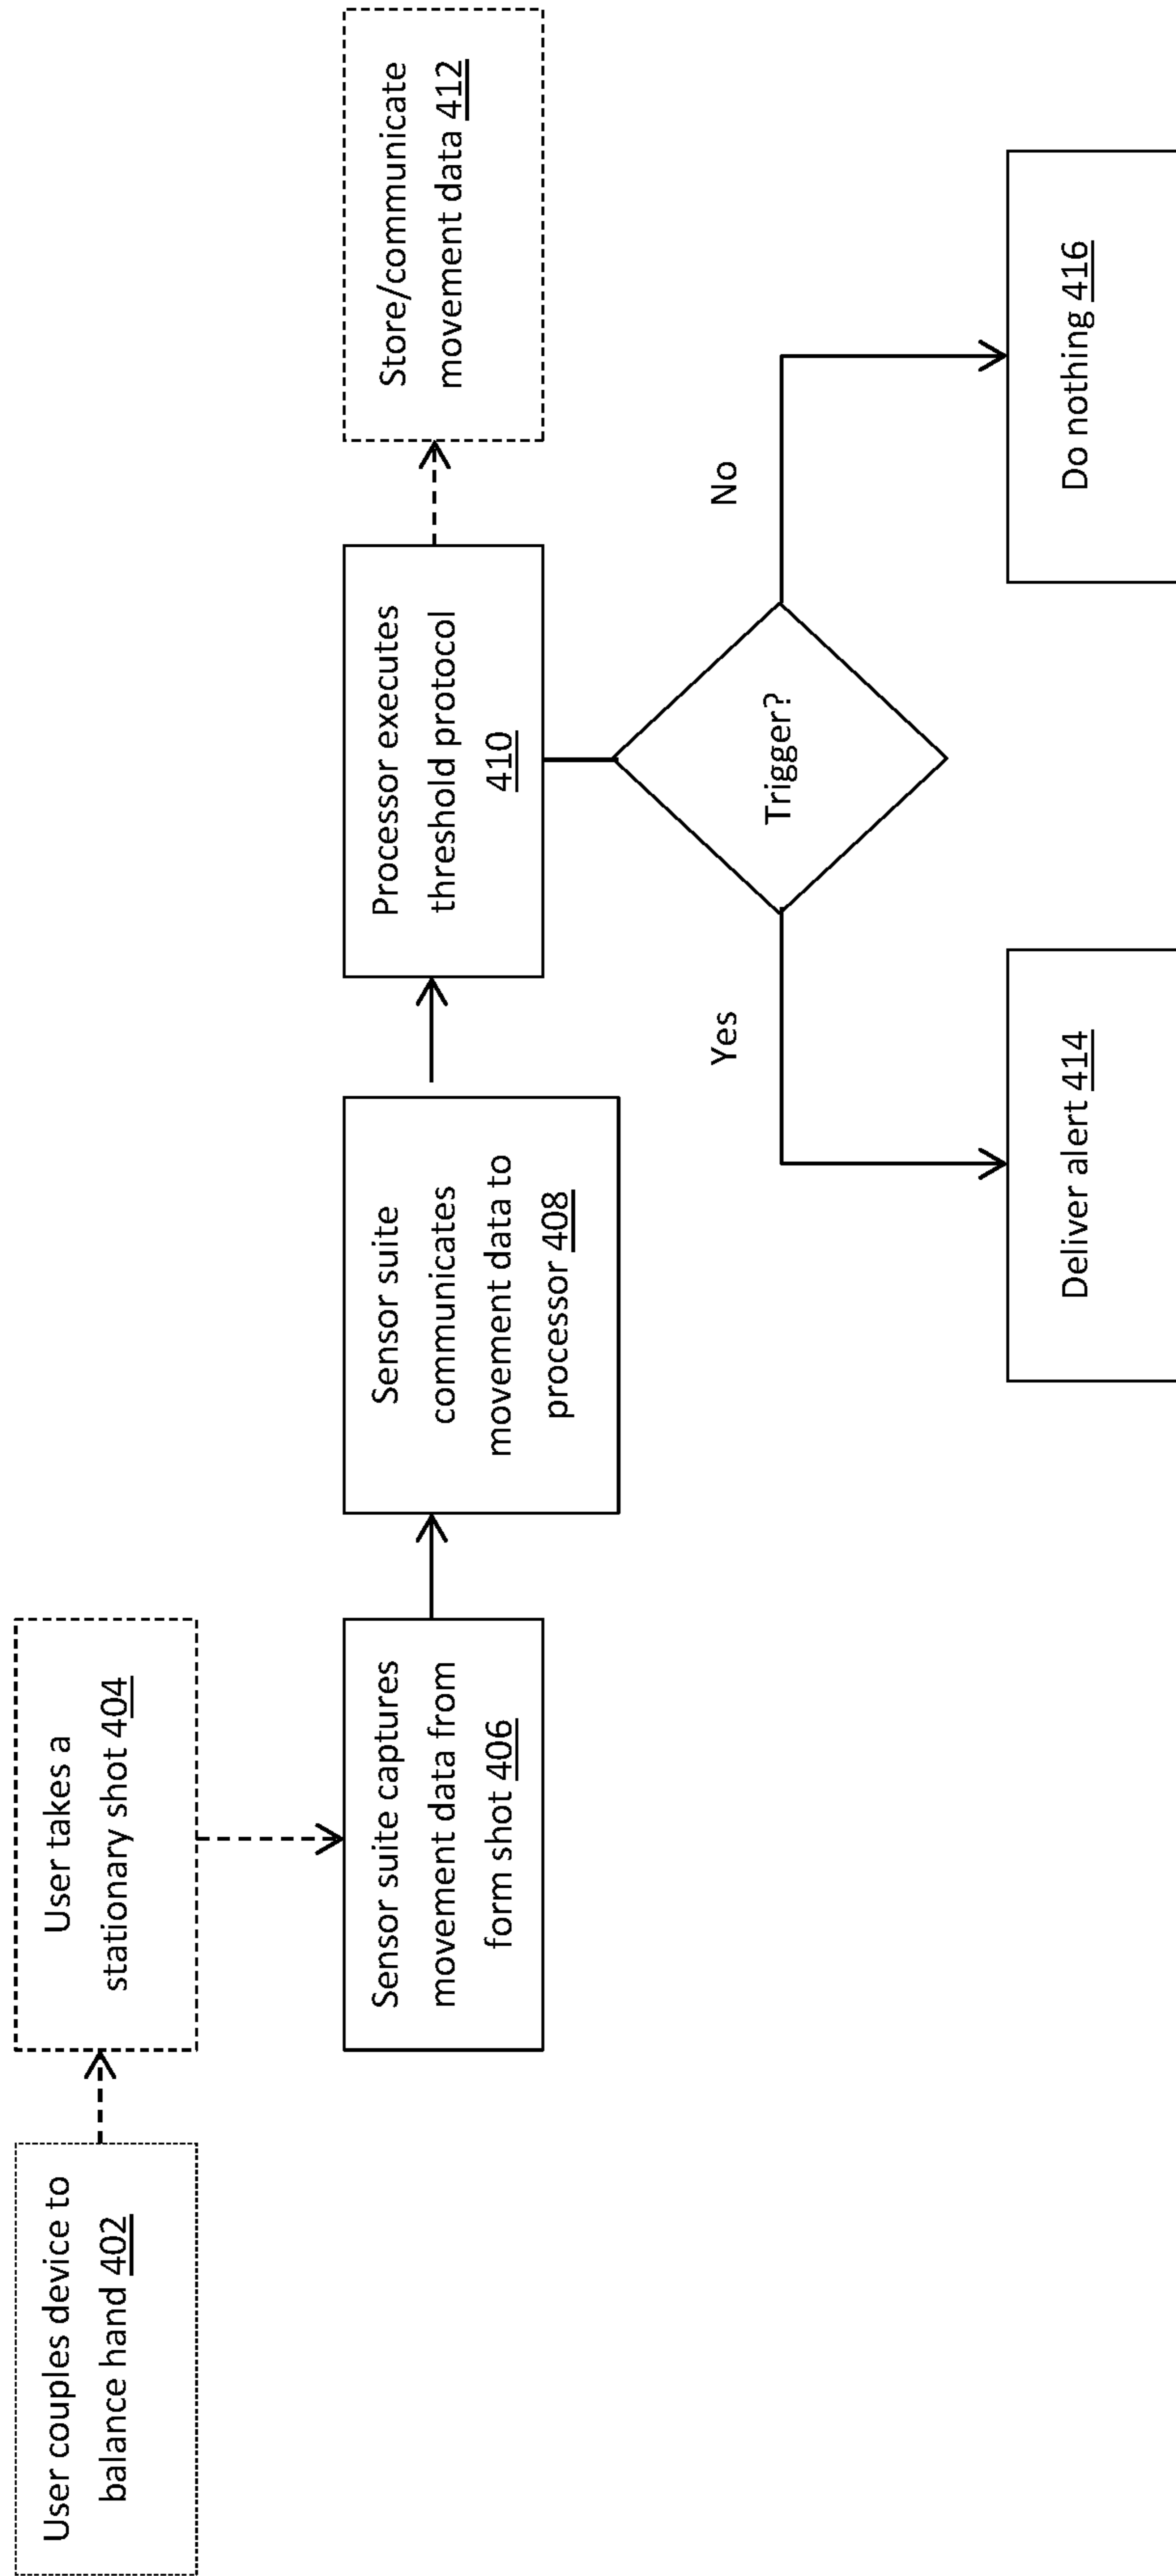 User couples device to
balance hand 402
User takes a
stationary shot 404
Sensor suite captures
movement data from
form shot 406
Sensor suite
communicates
movement data to
processor 408
Processor executes
threshold protocol
410
Store/communicate
movement data 412
Trigger?
Yes
No
Deliver alert 414
Do nothing 416